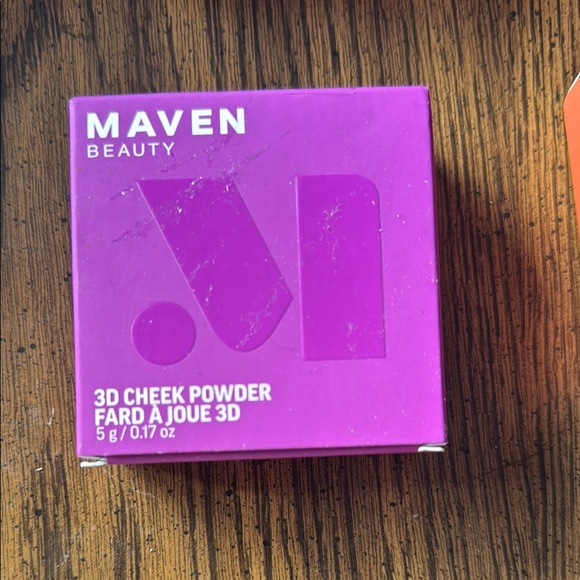 MAVEN
BEAUTY
3D CHEEK POWDER
FARD À JOUE 3D
5 g / 0.17 oz